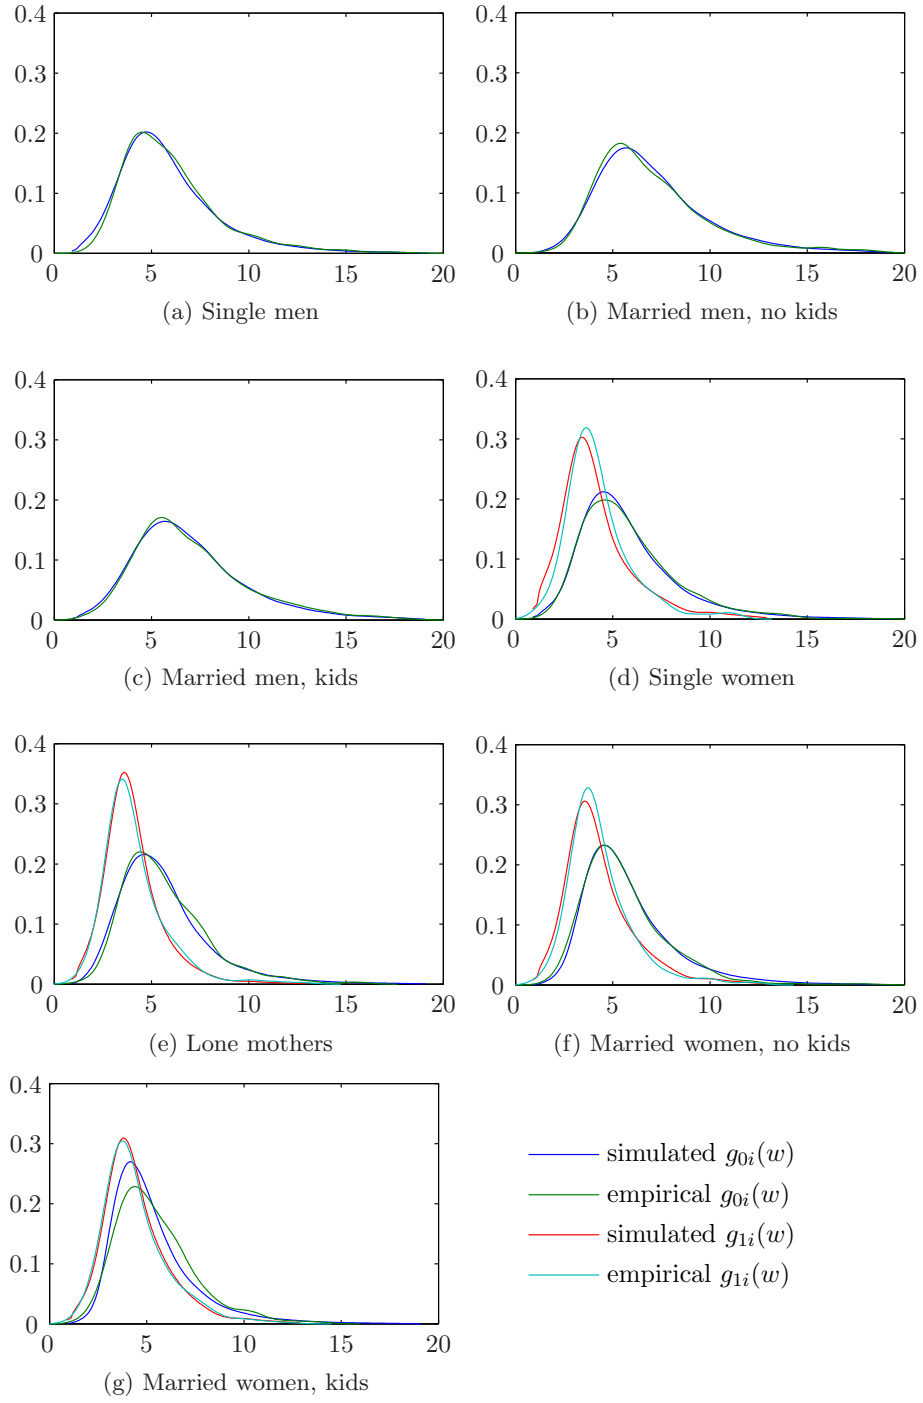 0.4
0.3
0.2
0.1
0
0 5 10 15 20
(a) Single men
0.4
0.3
0.2
0.1
0
0 5 10 15 20
(b) Married men, no kids
0.4
0.3
0.2
0.1
0
0 5 10 15 20
(c) Married men, kids
0.4
0.3
0.2
0.1
0
0 5 10 15 20
(d) Single women
0.4
0.3
0.2
0.1
0
0 5 10 15 20
(e) Lone mothers
0.4
0.3
0.2
0.1
0
0 5 10 15 20
(f) Married women, no kids
0.4
0.3
0.2
0.1
0
0 5 10 15 20
(g) Married women, kids
simulated g0i(w)
empirical g0i(w)
simulated g1i(w)
empirical g1i(w)